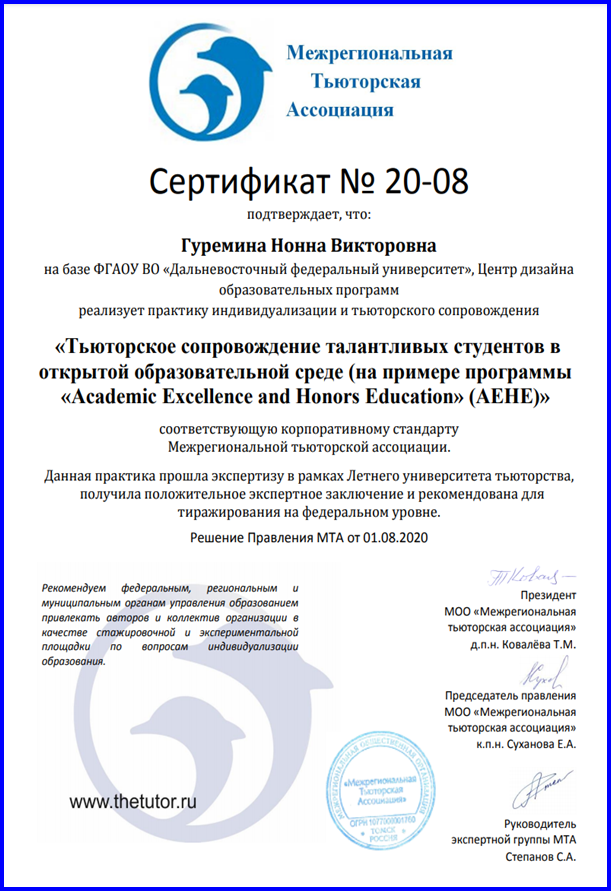 Межрегиональная
Тьюторская
Ассоциация
Сертификат № 20-08
подтверждает, что:
Гуремина Нонна Викторовна
на базе ФГАОУ ВО «Дальневосточный федеральный университет», Центр дизайна
образовательных программ
реализует практику индивидуализации и тьюторского сопровождения
«Тьюторское сопровождение талантливых студентов в
открытой образовательной среде (на примере программы
«Academic Excellence and Honors Education» (AEHE)»
соответствующую корпоративному стандарту
Межрегиональной тьюторской ассоциации.
Данная практика прошла экспертизу в рамках Летнего университета тьюторства,
получила положительное экспертное заключение и рекомендована для
тиражирования на федеральном уровне.
Решение Правления МТА от 01.08.2020
Рекомендуем федеральным, региональным и
муниципальным органам управления образованием
привлекать авторов и коллектив организации в
качестве стажировочной и экспериментальной
площадки по вопросам индивидуализации
образования.
Президент
МОО «Межрегиональная
тьюторская ассоциация»
д.п.н. Ковалёва Т.М.
Председатель правления
МОО «Межрегиональная
тьюторская ассоциация»
к.п.н. Суханова Е.А.
Руководитель
экспертной группы МТА
Степанов С.А.
www.thetutor.ru
МЕЖРЕГИОНАЛЬНАЯ ОБЩЕСТВЕННАЯ ОРГАНИЗАЦИЯ
«Межрегиональная
Тьюторская
Ассоциация»
ТОМСК
РОССИЯ